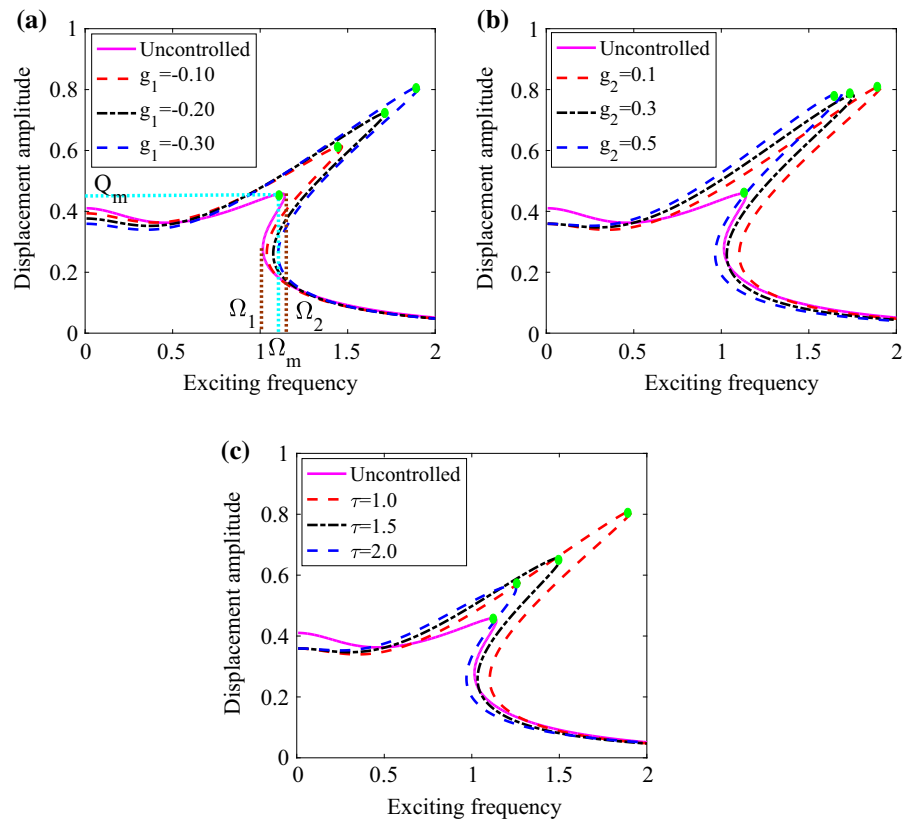 (a)
Uncontrolled
g1=-0.10
g1=-0.20
g1=-0.30
Qm
Ω1
Ω2
Ωm
1
0.8
0.6
0.4
0.2
0
0
0.5
1
1.5
2
Displacement amplitude
Exciting frequency
(b)
Uncontrolled
g2=0.1
g2=0.3
g2=0.5
1
0.8
0.6
0.4
0.2
0
0
0.5
1
1.5
2
Displacement amplitude
Exciting frequency
(c)
Uncontrolled
τ=1.0
τ=1.5
τ=2.0
1
0.8
0.6
0.4
0.2
0
0
0.5
1
1.5
2
Displacement amplitude
Exciting frequency